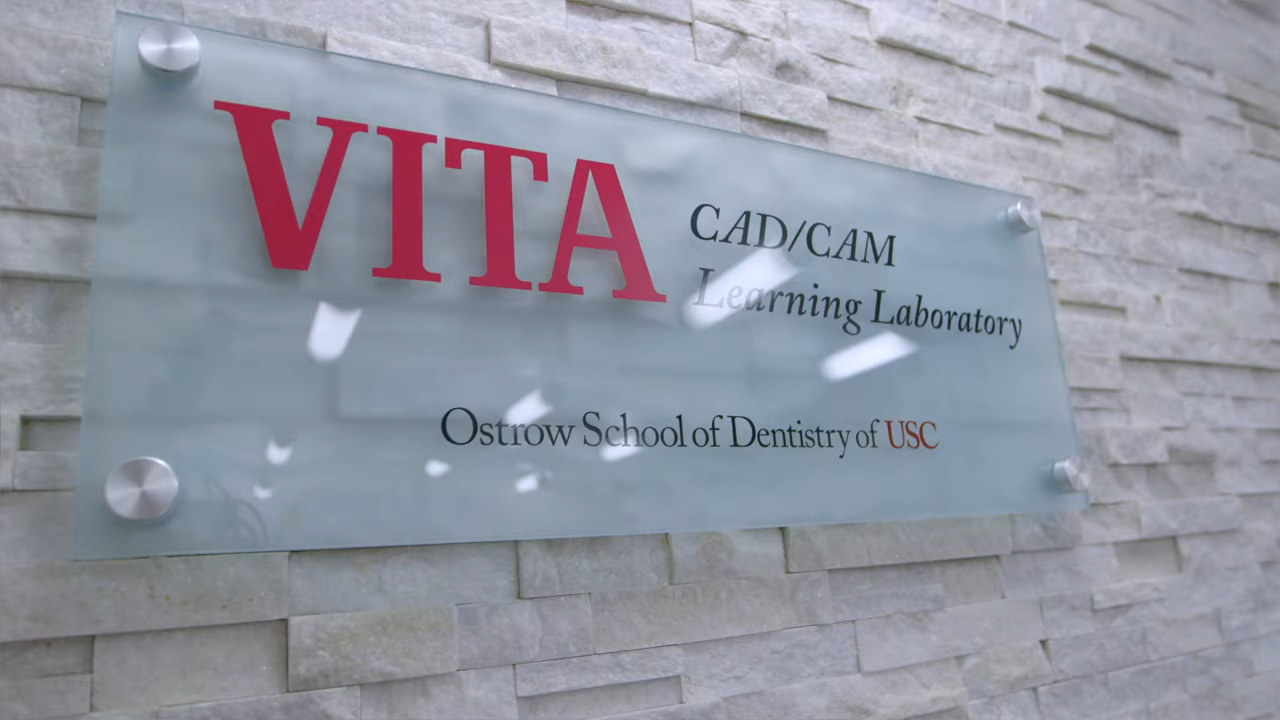 VITA
CAD/CAM
Learning Laboratory
Ostrow School of Dentistry of USC